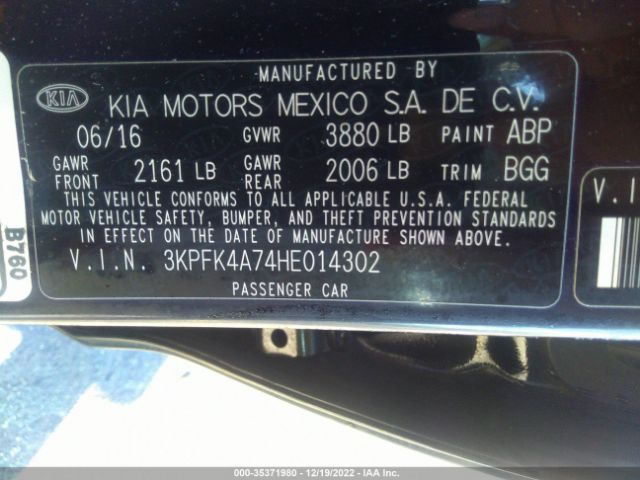 MANUFACTURED BY
KIA KIA MOTORS MEXICO S.A. DE C.V.
06/16 GVWR 3880 LB PAINT ABP
GAWR FRONT 2161 LB GAWR REAR 2006 LB TRIM BGG
THIS VEHICLE CONFORMS TO ALL APPLICABLE U.S.A. FEDERAL
MOTOR VEHICLE SAFETY, BUMPER, AND THEFT PREVENTION STANDARDS
IN EFFECT ON THE DATE OF MANUFACTURE SHOWN ABOVE.
V.I.N. 3KPFK4A74HE014302
PASSENGER CAR
B760
V.I
000-35371980 - 12/19/2022 - IAA Inc.